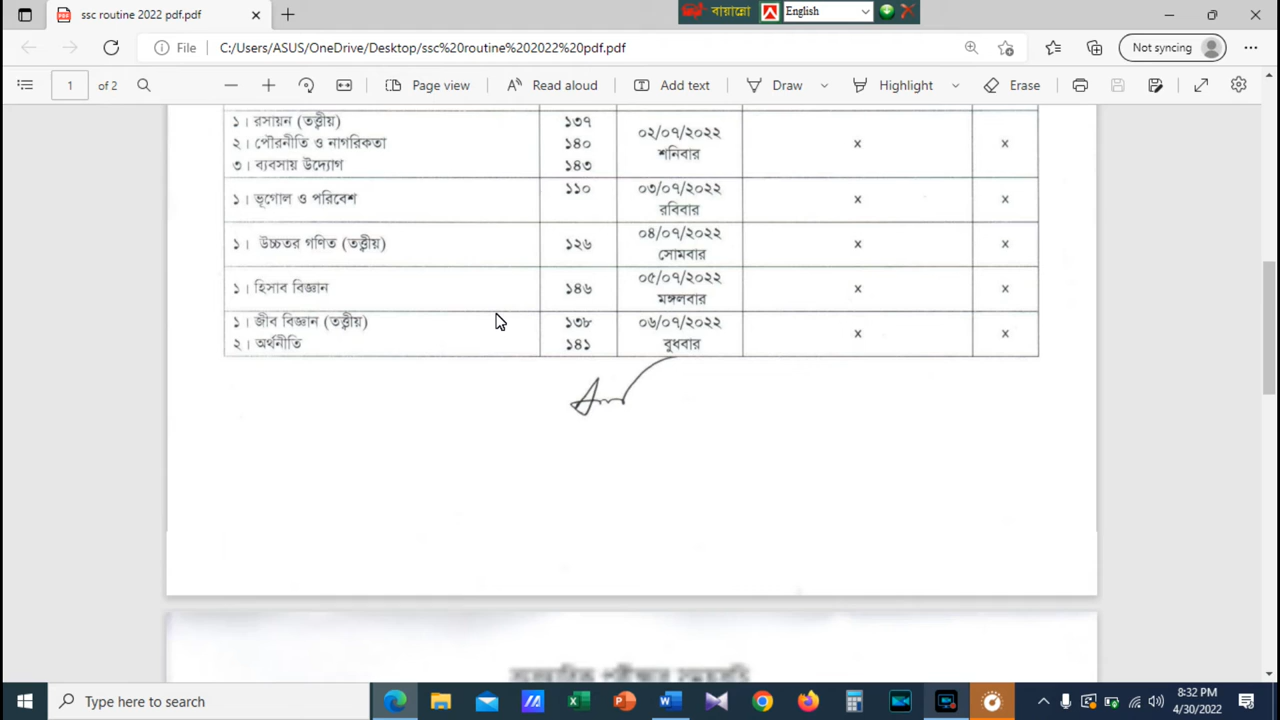 ssc routine 2022 pdf.pdf
বায়ান্নো English
File C:/Users/ASUS/OneDrive/Desktop/ssc%20routine%202022%20pdf.pdf Not syncing
1 of 2 Page view Read aloud Add text Draw Highlight Erase
১। রসায়ন (তত্ত্বীয়) ১৩৭
০২/০৭/২০২২
২। পৌরনীতি ও নাগরিকতা ১৪০ x x
শনিবার
৩। ব্যবসায় উদ্যোগ ১৪৩
১১০ ০৩/০৭/২০২২
১। ভূগোল ও পরিবেশ x x
রবিবার
০৪/০৭/২০২২
১। উচ্চতর গণিত (তত্ত্বীয়) ১২৬ x x
সোমবার
০৫/০৭/২০২২
১। হিসাব বিজ্ঞান ১৪৬ x x
মঙ্গলবার
১। জীব বিজ্ঞান (তত্ত্বীয়) ১৩৮ ০৬/০৭/২০২২
x x
২। অর্থনীতি ১৪১ বুধবার
Type here to search
8:32 PM
4/30/2022